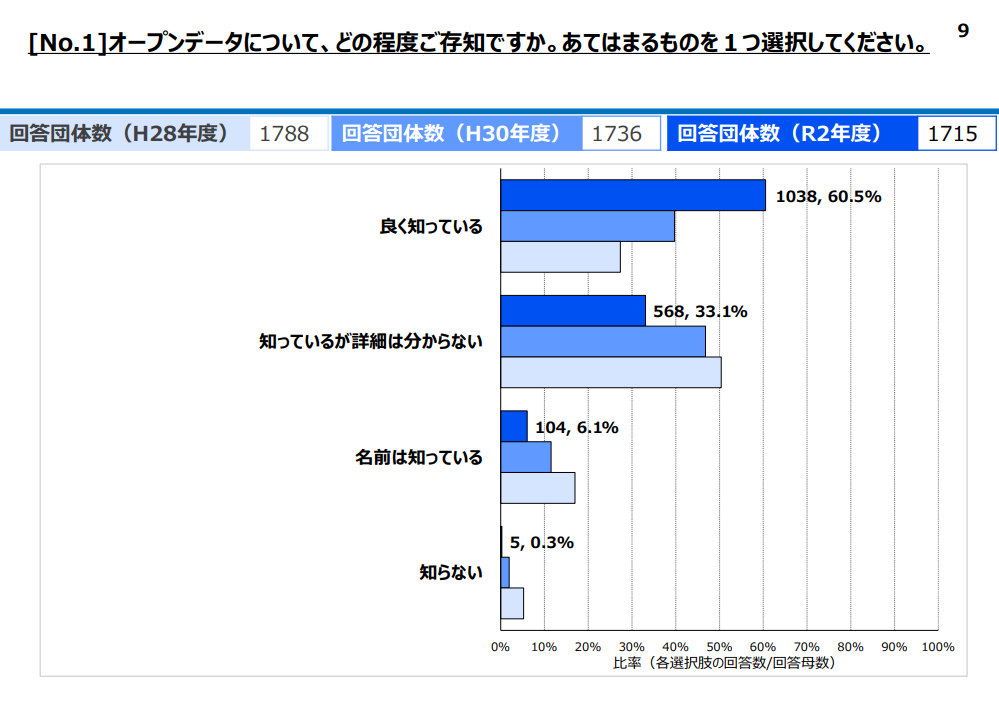 [No.1]オープンデータについて、どの程度ご存知ですか。あてはまるものを１つ選択してください。
9
回答団体数（H28年度） 1788 回答団体数（H30年度） 1736 回答団体数（R2年度） 1715
良く知っている
1038, 60.5%
知っているが詳細は分からない
568, 33.1%
名前は知っている
104, 6.1%
知らない
5, 0.3%
0% 10% 20% 30% 40% 50% 60% 70% 80% 90% 100%
比率（各選択肢の回答数/回答母数）